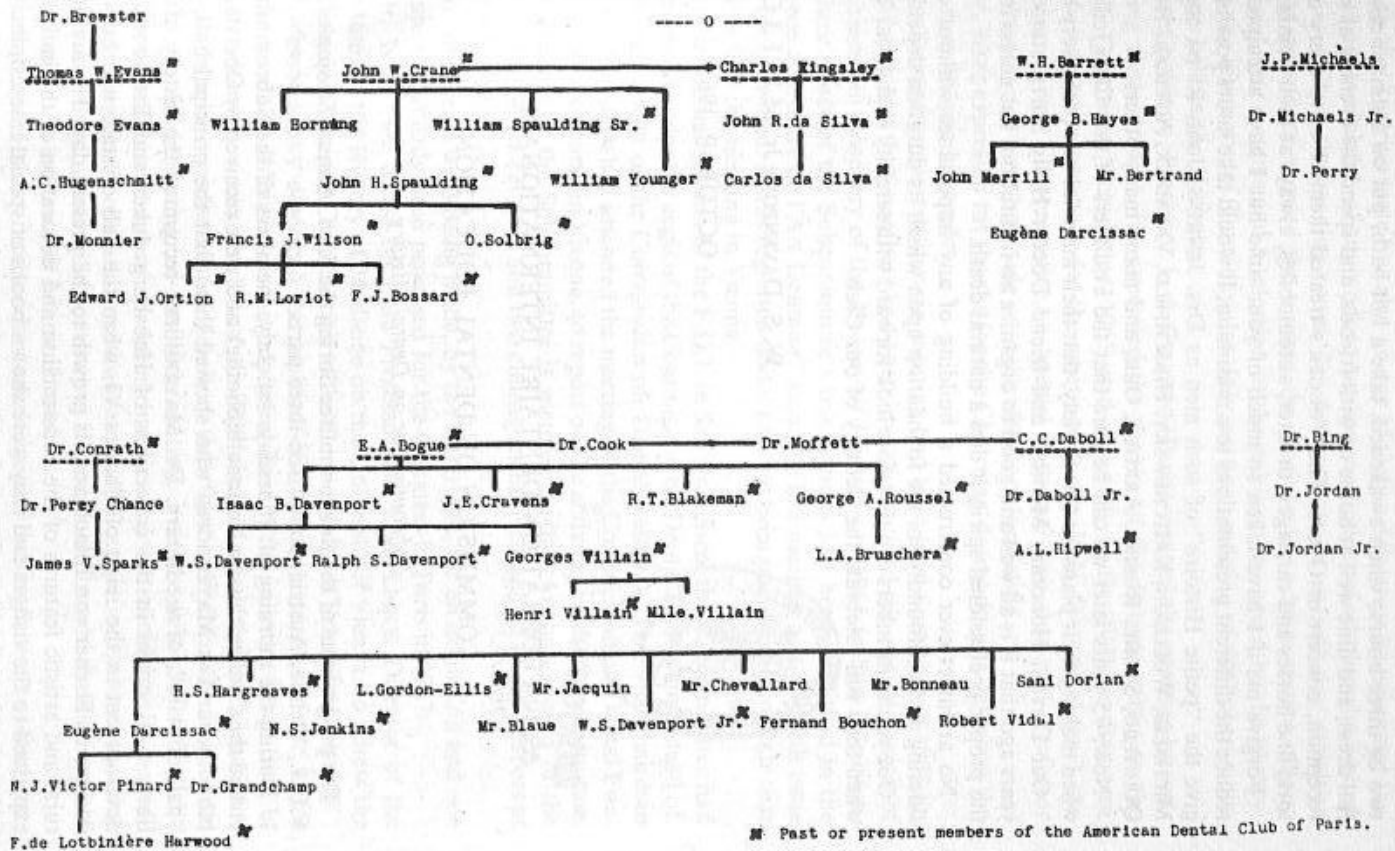 ---- O ----
Dr.Brewster
Thomas W.Evans⌘ John W.Crane⌘ Charles Kingsley⌘ W.H.Barrett⌘ J.P.Michaels
Theodore Evans⌘ William Hornung William Spaulding Sr.⌘ John R.da Silva⌘ George B.Hayes⌘ Dr.Michaels Jr.
A.C.Hugenschmitt⌘ John H.Spaulding⌘ William Younger⌘ Carlos da Silva⌘ John Merrill⌘ Mr.Bertrand Dr.Perry
Dr.Monnier Francis J.Wilson⌘ O.Solbrig⌘ Eugène Darcissac⌘
Edward J.Ortion⌘ R.M.Loriot⌘ F.J.Bossard⌘
Dr.Conrath⌘ E.A.Bogue⌘ Dr.Cook Dr.Moffett C.C.Daboll⌘ Dr.Bing
Dr.Percy Chance Isaac B.Davenport⌘ J.E.Cravens⌘ R.T.Blakeman⌘ George A.Roussel⌘ Dr.Daboll Jr. Dr.Jordan
James V.Sparks⌘ W.S.Davenport⌘ Ralph S.Davenport⌘ Georges Villain⌘ L.A.Bruschera⌘ A.L.Hipwell⌘ Dr.Jordan Jr.
Henri Villain⌘ Mlle.Villain
H.S.Hargreaves⌘ L.Gordon-Ellis⌘ Mr.Jacquin Mr.Chevallard Mr.Bonneau Sani Dorian⌘
Eugène Darcissac⌘ N.S.Jenkins⌘ Mr.Blaue W.S.Davenport Jr.⌘ Fernand Bouchon⌘ Robert Vidal⌘
N.J.Victor Pinard⌘ Dr.Grandchamp⌘
F.de Lotbinière Harwood⌘
⌘ Past or present members of the American Dental Club of Paris.